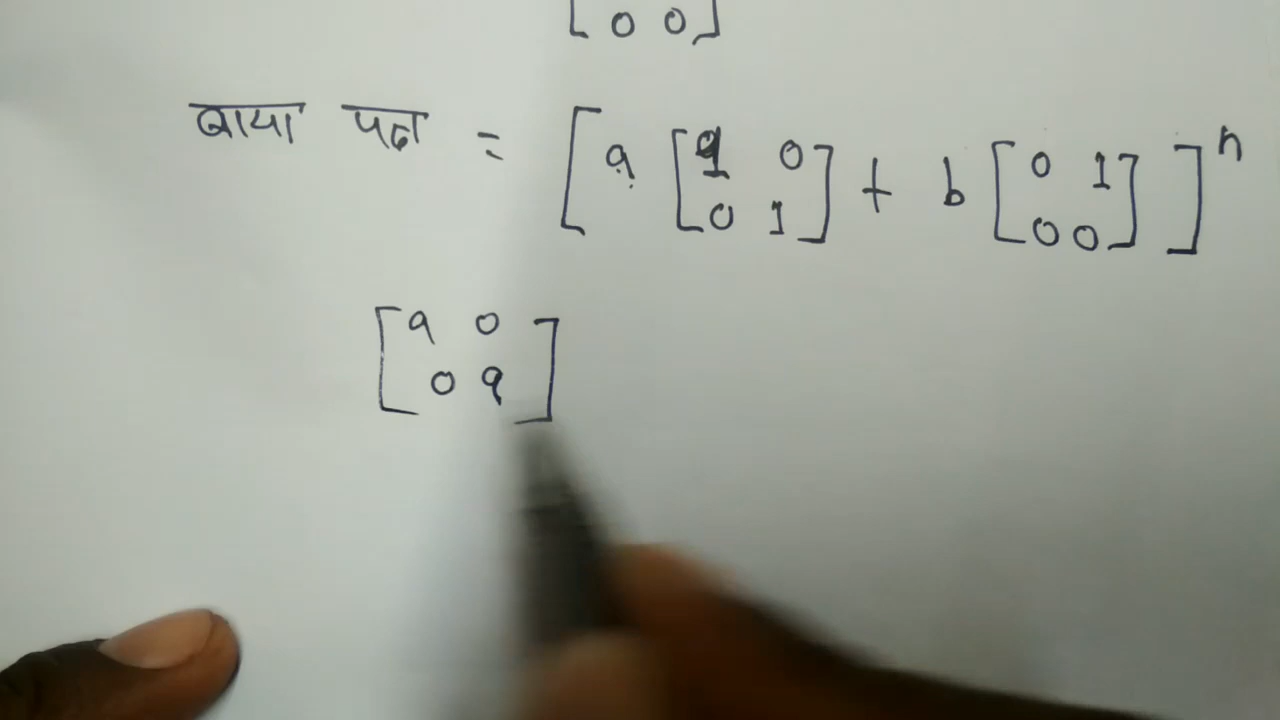 [ 0 0 ]
बाया पक्ष = [ a [ 1 0
0 1 ] + b [ 0 1
0 0 ] ]^n
[ a 0
0 a ]